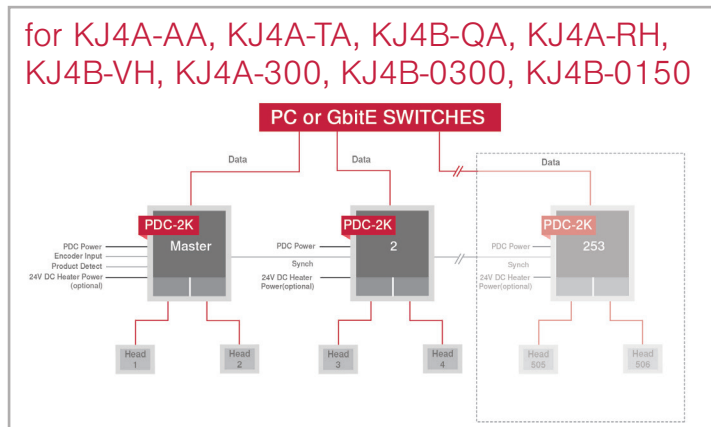 for KJ4A-AA, KJ4A-TA, KJ4B-QA, KJ4A-RH,
KJ4B-VH, KJ4A-300, KJ4B-0300, KJ4B-0150
PC or GbitE SWITCHES
Data
Data
Data
PDC-2K
Master
PDC Power
Encoder Input
Product Detect
24V DC Heater Power
(optional)
PDC-2K
2
PDC Power
Synch
24V DC Heater
Power(optional)
PDC-2K
253
PDC Power
Synch
24V DC Heater
Power(optional)
Head
1
Head
2
Head
3
Head
4
Head
505
Head
506